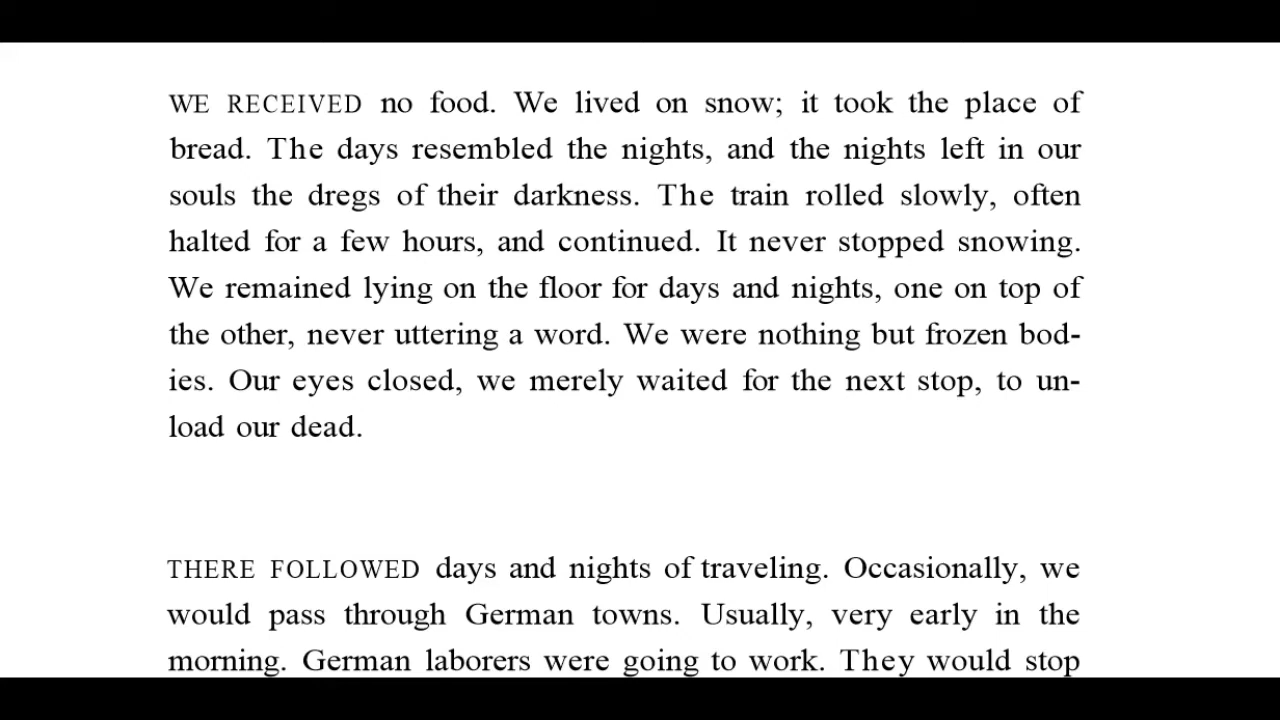 WE RECEIVED no food. We lived on snow; it took the place of
bread. The days resembled the nights, and the nights left in our
souls the dregs of their darkness. The train rolled slowly, often
halted for a few hours, and continued. It never stopped snowing.
We remained lying on the floor for days and nights, one on top of
the other, never uttering a word. We were nothing but frozen bod-
ies. Our eyes closed, we merely waited for the next stop, to un-
load our dead.
THERE FOLLOWED days and nights of traveling. Occasionally, we
would pass through German towns. Usually, very early in the
morning. German laborers were going to work. They would stop